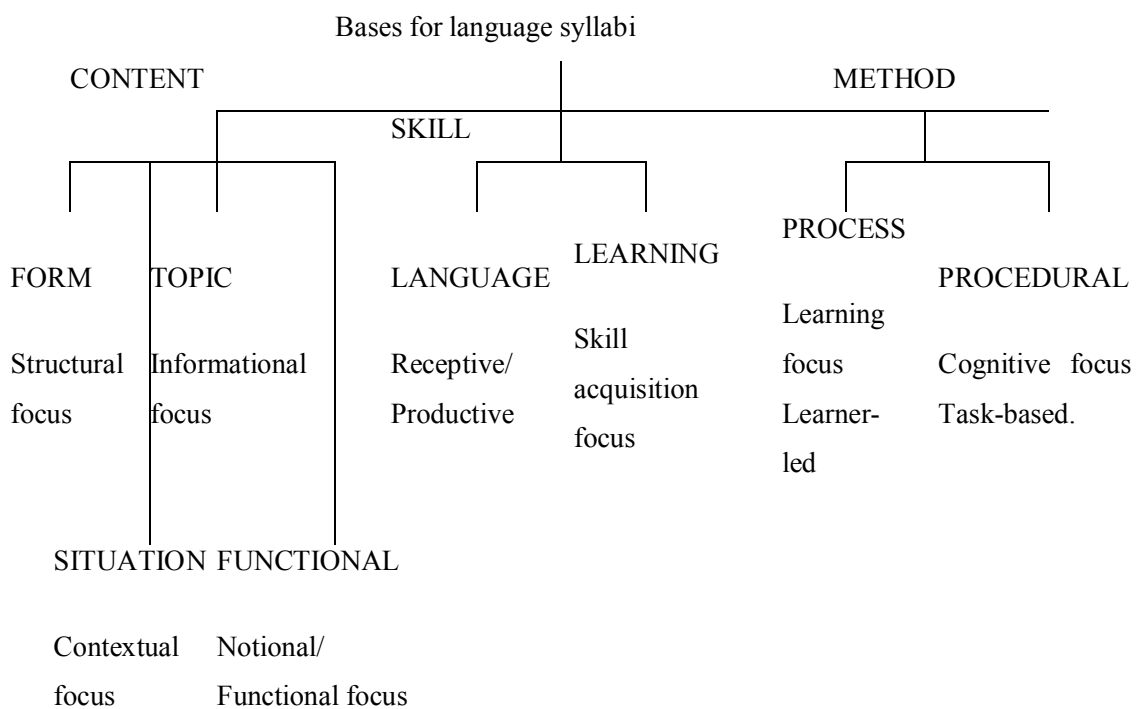 Bases for language syllabi
CONTENT
METHOD
SKILL
FORM
Structural
focus
TOPIC
Informational
focus
LANGUAGE
Receptive/
Productive
LEARNING
Skill
acquisition
focus
PROCESS
Learning
focus
Learner-
led
PROCEDURAL
Cognitive focus
Task-based.
SITUATION
Contextual
focus
FUNCTIONAL
Notional/
Functional focus